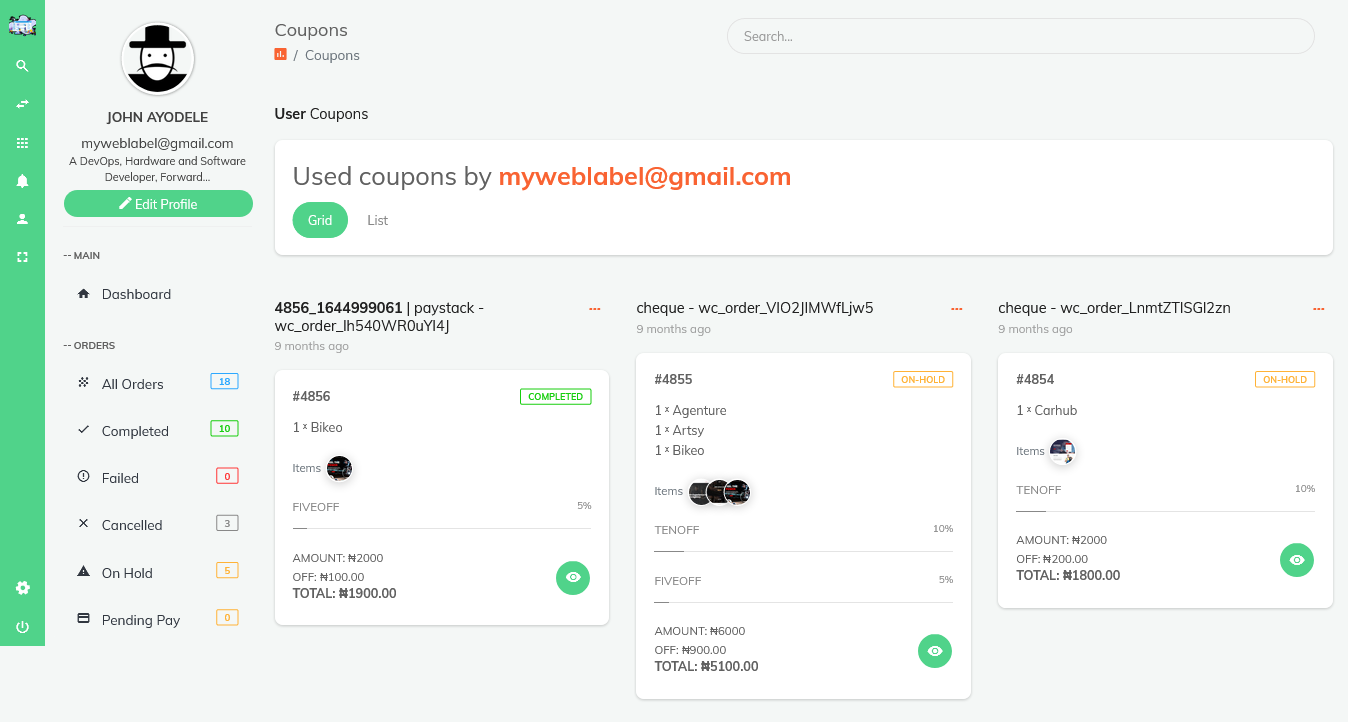 JOHN AYODELE
myweblabel@gmail.com
A DevOps, Hardware and Software
Developer, Forward...
Edit Profile
-- MAIN
Dashboard
-- ORDERS
All Orders 18
Completed 10
Failed 0
Cancelled 3
On Hold 5
Pending Pay 0
Coupons
/ Coupons
Search...
User Coupons
Used coupons by myweblabel@gmail.com
Grid List
4856_1644999061 | paystack -
wc_order_Ih540WR0uYI4J
9 months ago
#4856 COMPLETED
1 x Bikeo
Items
FIVEOFF 5%
AMOUNT: ₦2000
OFF: ₦100.00
TOTAL: ₦1900.00
cheque - wc_order_VIO2JIMWfLjw5
9 months ago
#4855 ON-HOLD
1 x Agenture
1 x Artsy
1 x Bikeo
Items
TENOFF 10%
FIVEOFF 5%
AMOUNT: ₦6000
OFF: ₦900.00
TOTAL: ₦5100.00
cheque - wc_order_LnmtZTISGl2zn
9 months ago
#4854 ON-HOLD
1 x Carhub
Items
TENOFF 10%
AMOUNT: ₦2000
OFF: ₦200.00
TOTAL: ₦1800.00